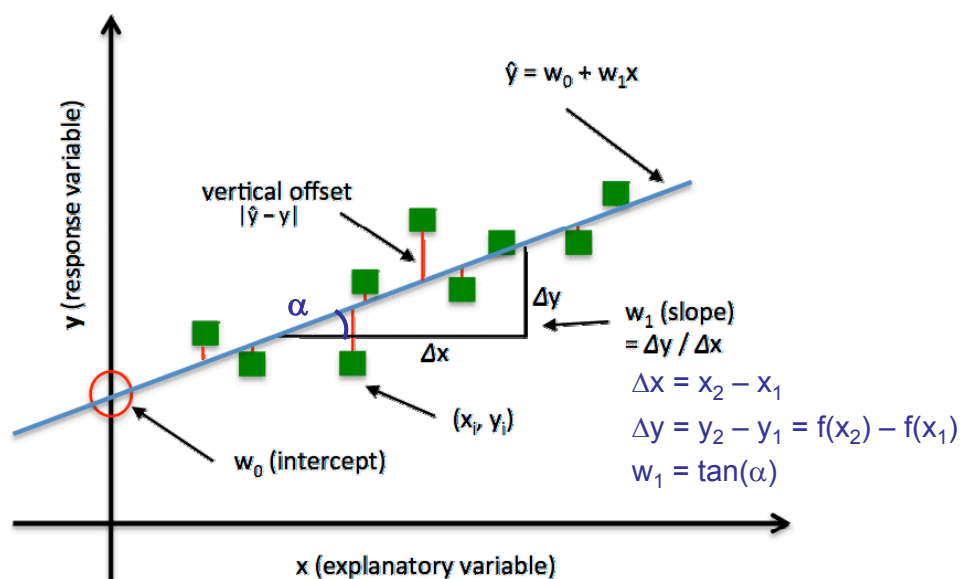 ŷ = w₀ + w₁x
y (response variable)
vertical offset
|ŷ – y|
α
Δy
Δx
w₁ (slope)
= Δy / Δx
Δx = x₂ – x₁
(xᵢ, yᵢ)
Δy = y₂ – y₁ = f(x₂) – f(x₁)
w₀ (intercept)
w₁ = tan(α)
x (explanatory variable)